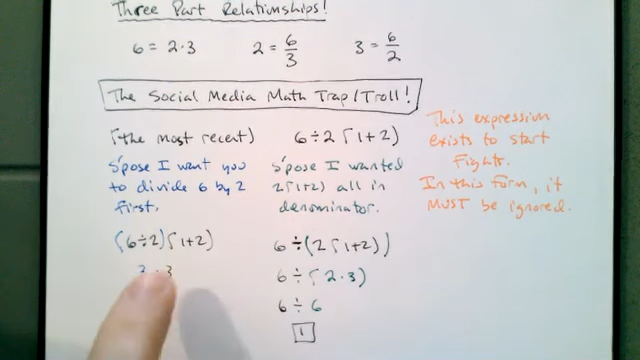 Three Part Relationships!
6 = 2·3 2 = 6/3 3 = 6/2
The Social Media Math Trap/Troll!
(the most recent) 6÷2(1+2)
S'pose I want you
to divide 6 by 2
first.
(6÷2)(1+2)
3·3
S'pose I wanted
2(1+2) all in
denominator.
6÷(2(1+2))
6÷(2·3)
6÷6
1
This expression
exists to start
fights.
In this form, it
MUST be ignored.